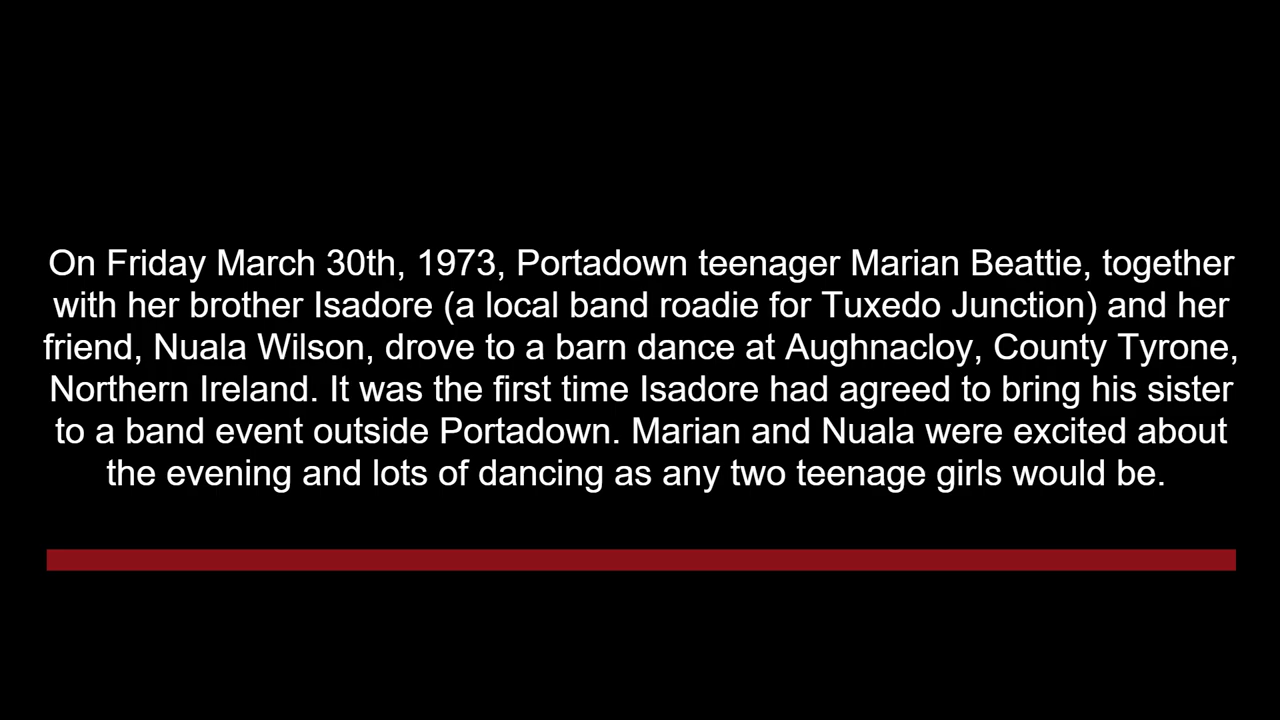 On Friday March 30th, 1973, Portadown teenager Marian Beattie, together
with her brother Isadore (a local band roadie for Tuxedo Junction) and her
friend, Nuala Wilson, drove to a barn dance at Aughnacloy, County Tyrone,
Northern Ireland. It was the first time Isadore had agreed to bring his sister
to a band event outside Portadown. Marian and Nuala were excited about
the evening and lots of dancing as any two teenage girls would be.